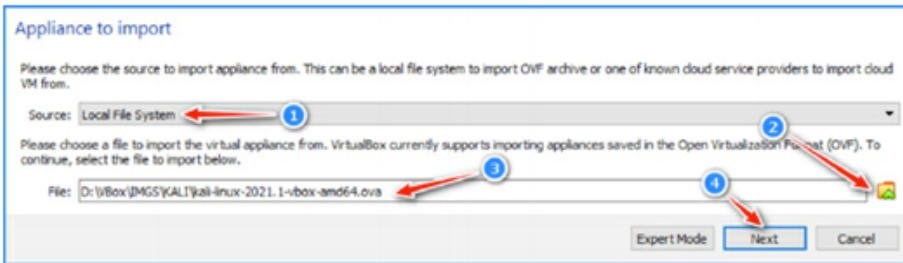 Appliance to import
Please choose the source to import appliance from. This can be a local file system to import OVF archive or one of known cloud service providers to import cloud
VM from.
Source: Local File System
1
Please choose a file to import the virtual appliance from. VirtualBox currently supports importing appliances saved in the Open Virtualization Format (OVF). To
continue, select the file to import below.
2
3
File: D:\VBox\IMGS\KALI\kali-linux-2021.1-vbox-amd64.ova
4
Expert Mode Next Cancel